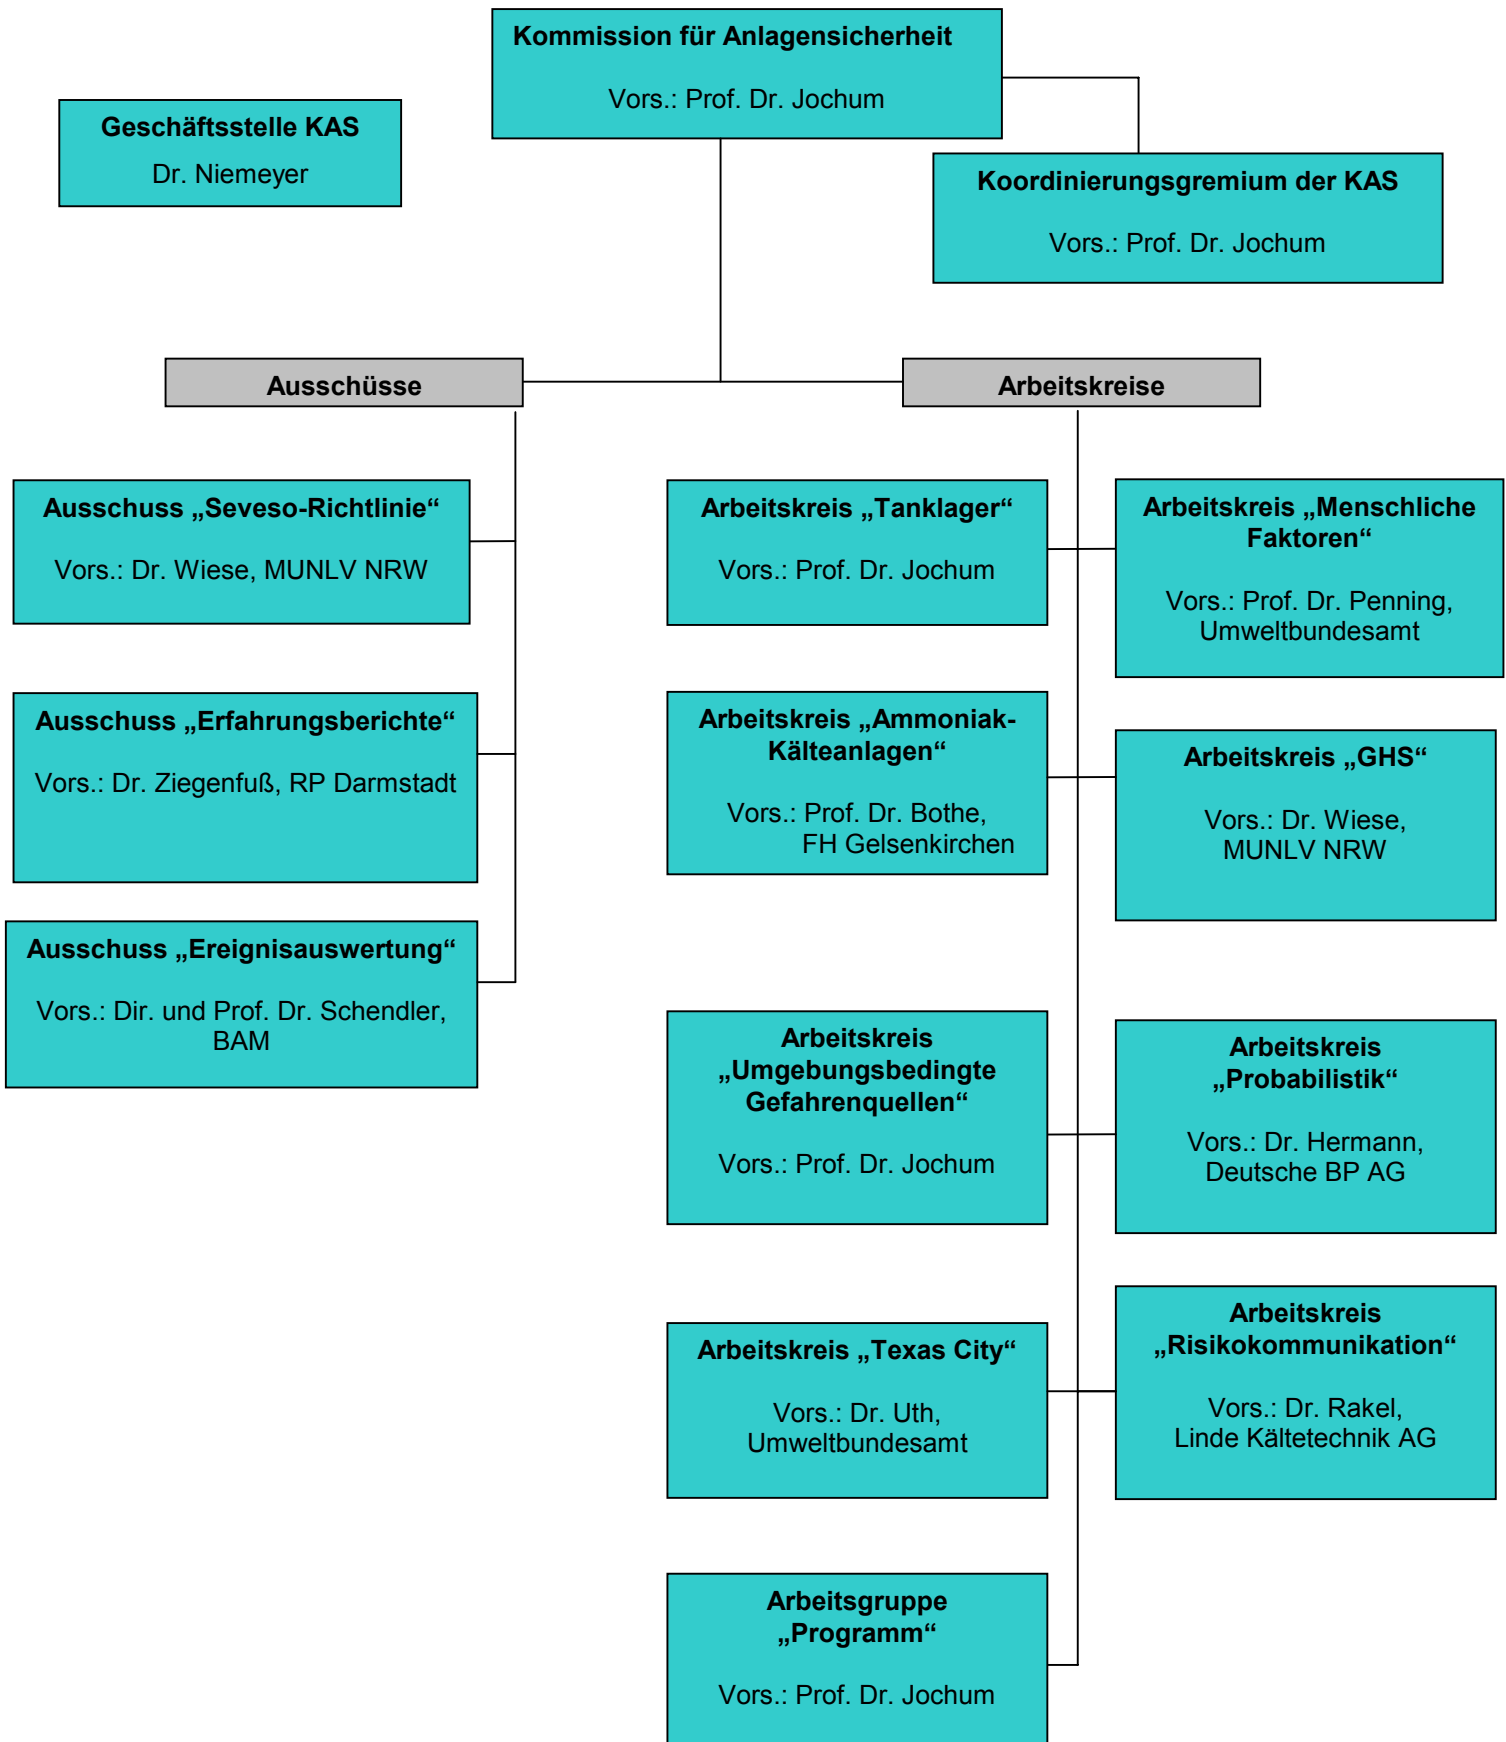 Kommission für Anlagensicherheit
Vors.: Prof. Dr. Jochum
Geschäftsstelle KAS
Dr. Niemeyer
Koordinierungsgremium der KAS
Vors.: Prof. Dr. Jochum
Ausschüsse
Arbeitskreise
Ausschuss „Seveso-Richtlinie“
Vors.: Dr. Wiese, MUNLV NRW
Ausschuss „Erfahrungsberichte“
Vors.: Dr. Ziegenfuß, RP Darmstadt
Ausschuss „Ereignisauswertung“
Vors.: Dir. und Prof. Dr. Schendler,
BAM
Arbeitskreis „Tanklager“
Vors.: Prof. Dr. Jochum
Arbeitskreis „Menschliche
Faktoren“
Vors.: Prof. Dr. Penning,
Umweltbundesamt
Arbeitskreis „Ammoniak-
Kälteanlagen“
Vors.: Prof. Dr. Bothe,
FH Gelsenkirchen
Arbeitskreis „GHS“
Vors.: Dr. Wiese,
MUNLV NRW
Arbeitskreis
„Umgebungsbedingte
Gefahrenquellen“
Vors.: Prof. Dr. Jochum
Arbeitskreis
„Probabilistik“
Vors.: Dr. Hermann,
Deutsche BP AG
Arbeitskreis „Texas City“
Vors.: Dr. Uth,
Umweltbundesamt
Arbeitskreis
„Risikokommunikation“
Vors.: Dr. Rakel,
Linde Kältetechnik AG
Arbeitsgruppe
„Programm“
Vors.: Prof. Dr. Jochum